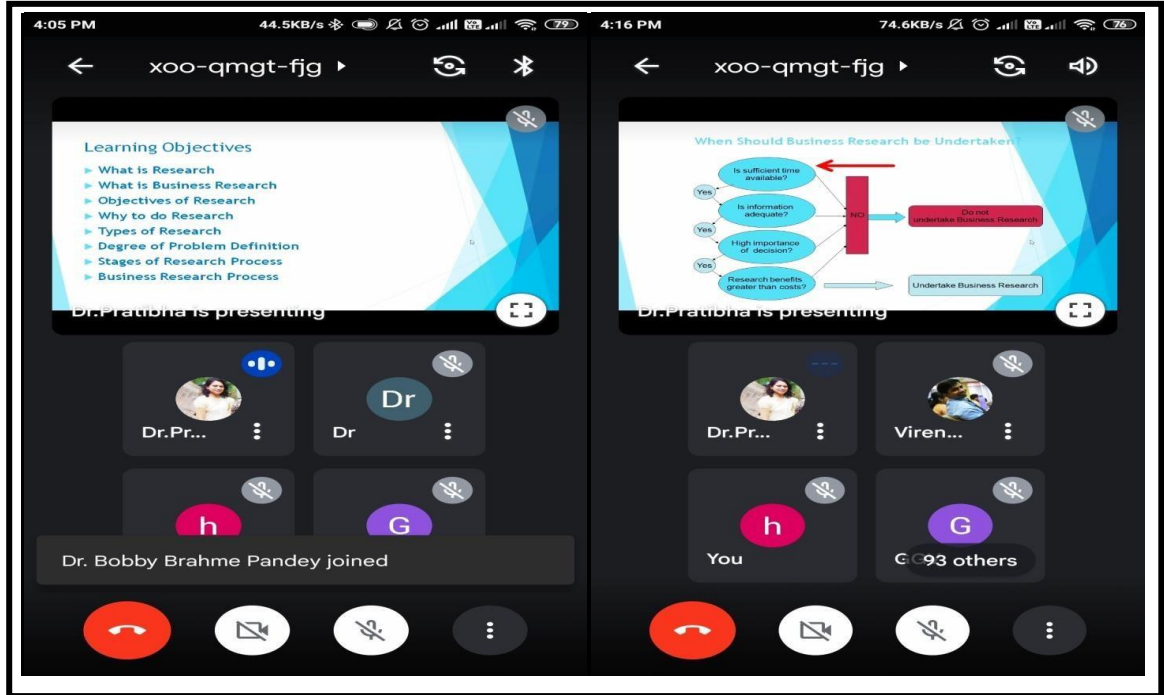 4:05 PM 44.5KB/s Vo LTE 79
xoo-qmgt-fjg
Learning Objectives
What is Research
What is Business Research
Objectives of Research
Why to do Research
Types of Research
Degree of Problem Definition
Stages of Research Process
Business Research Process
Dr.Pratibha is presenting
Dr.Pr...
Dr
Dr
h
G
Dr. Bobby Brahme Pandey joined
4:16 PM 74.6KB/s Vo LTE 76
xoo-qmgt-fjg
When Should Business Research be Undertaken?
Is sufficient time
available?
Yes
Is information
adequate?
Yes
High importance
of decision?
Yes
Research benefits
greater than costs?
NO
Do not
undertake Business Research
Undertake Business Research
Dr.Pratibha is presenting
Dr.Pr...
Viren...
h
You
G
93 others